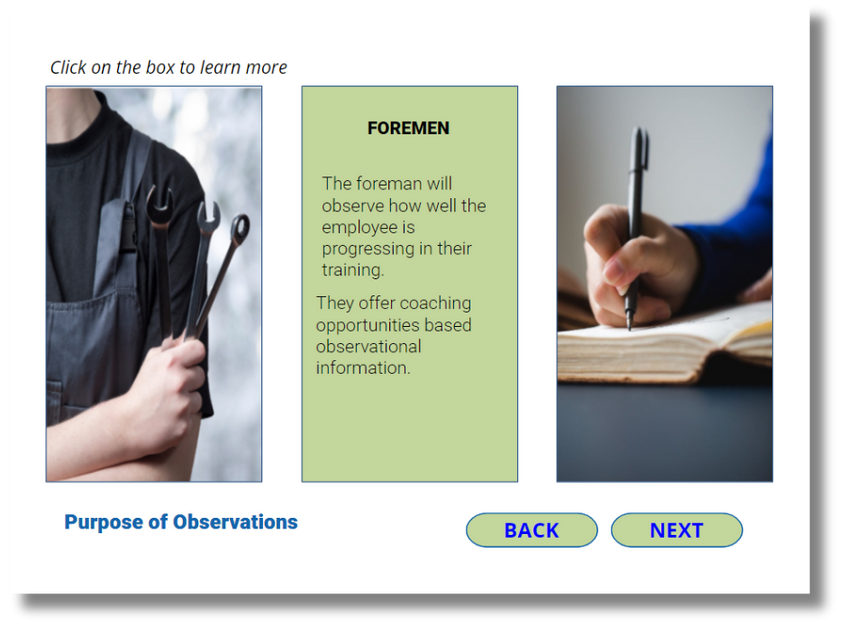 Click on the box to learn more
FOREMEN
The foreman will
observe how well the
employee is
progressing in their
training.
They offer coaching
opportunities based
observational
information.
Purpose of Observations
BACK
NEXT